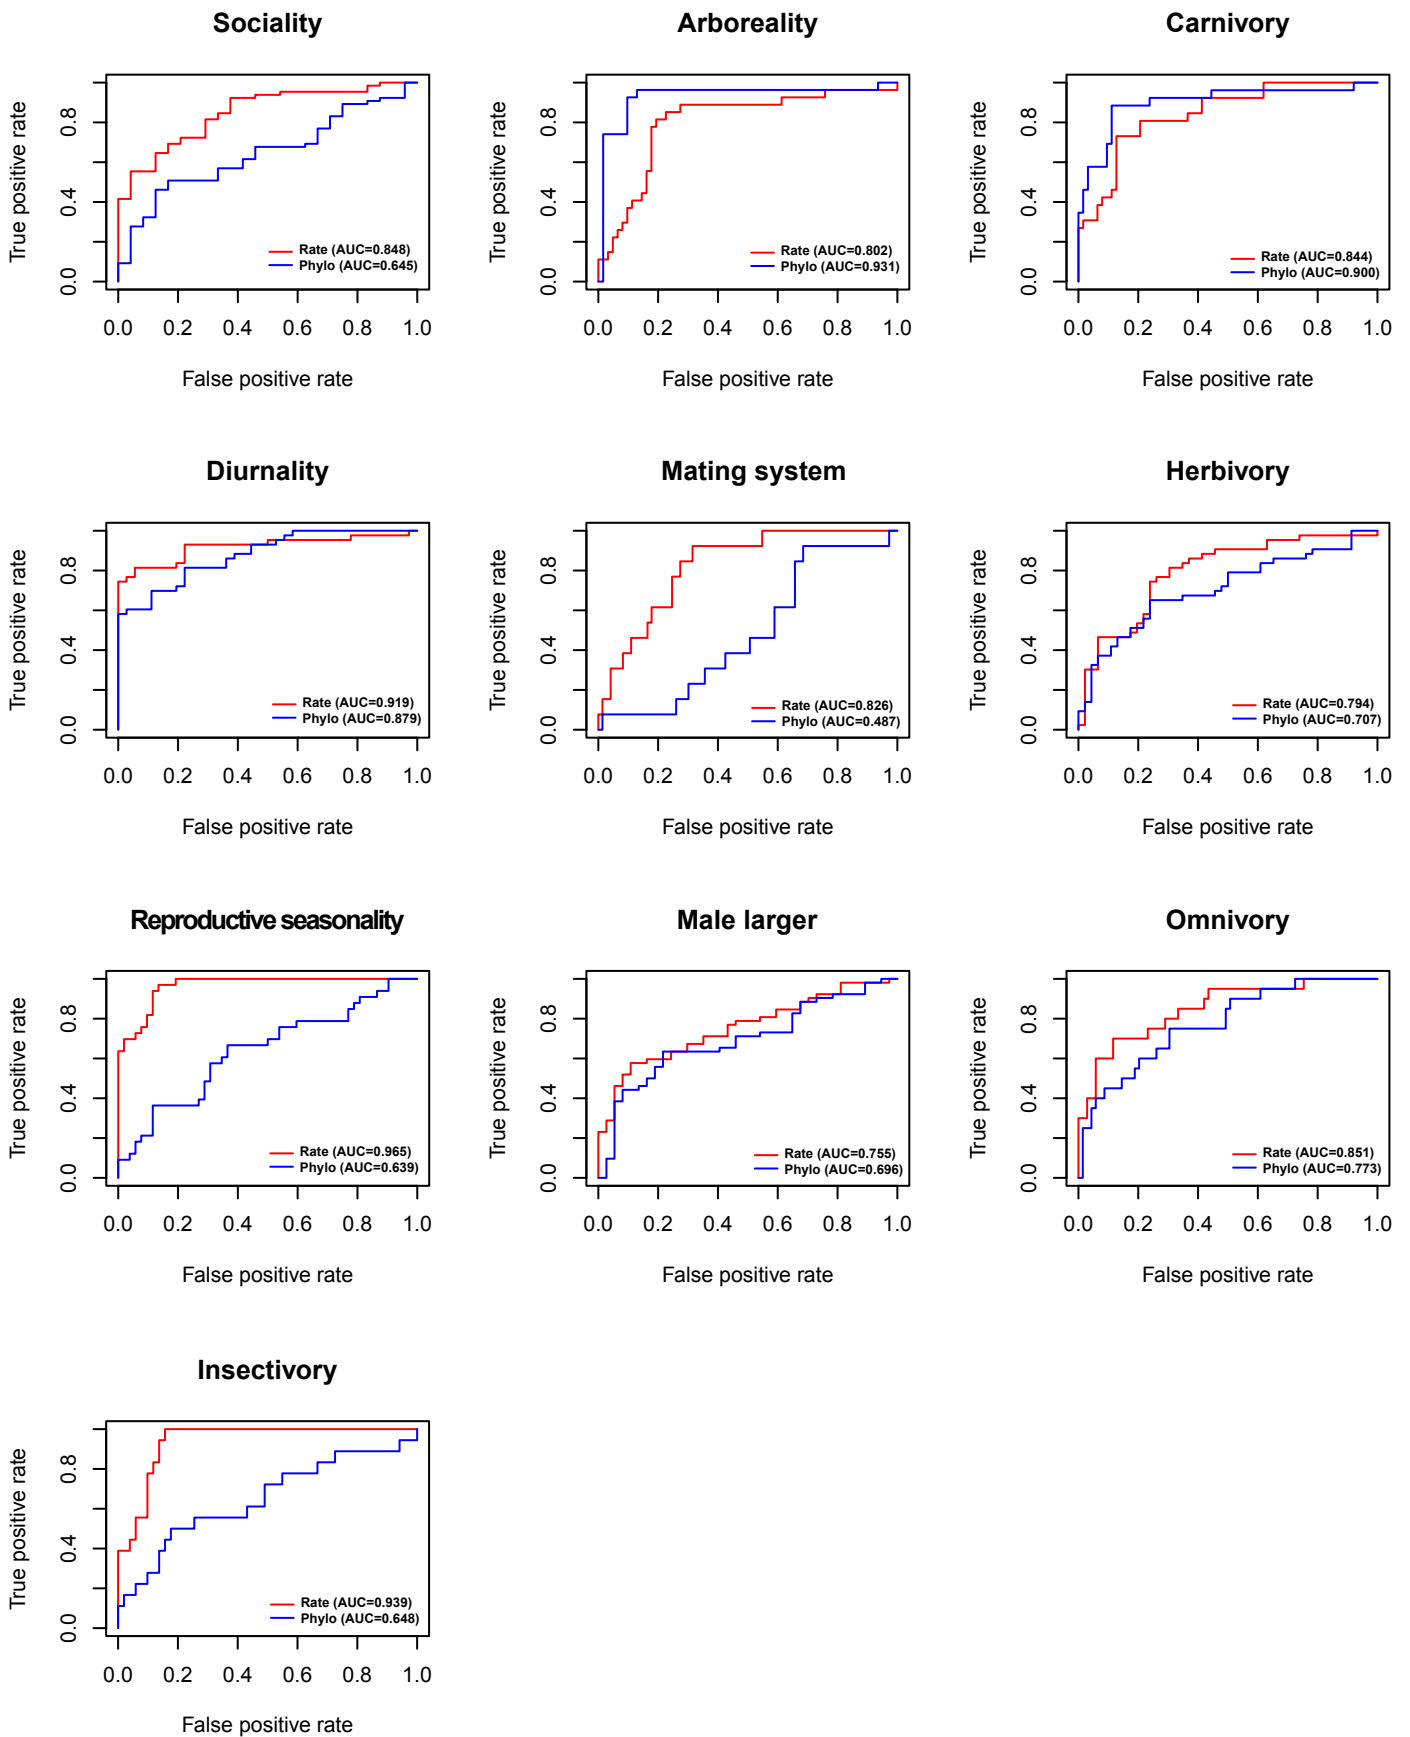 Sociality
True positive rate
0.8
0.4
0.0
Rate (AUC=0.848)
Phylo (AUC=0.645)
0.0 0.2 0.4 0.6 0.8 1.0
False positive rate
Arboreality
True positive rate
0.8
0.4
0.0
Rate (AUC=0.802)
Phylo (AUC=0.931)
0.0 0.2 0.4 0.6 0.8 1.0
False positive rate
Carnivory
True positive rate
0.8
0.4
0.0
Rate (AUC=0.844)
Phylo (AUC=0.900)
0.0 0.2 0.4 0.6 0.8 1.0
False positive rate
Diurnality
True positive rate
0.8
0.4
0.0
Rate (AUC=0.919)
Phylo (AUC=0.879)
0.0 0.2 0.4 0.6 0.8 1.0
False positive rate
Mating system
True positive rate
0.8
0.4
0.0
Rate (AUC=0.826)
Phylo (AUC=0.487)
0.0 0.2 0.4 0.6 0.8 1.0
False positive rate
Herbivory
True positive rate
0.8
0.4
0.0
Rate (AUC=0.794)
Phylo (AUC=0.707)
0.0 0.2 0.4 0.6 0.8 1.0
False positive rate
Reproductive seasonality
True positive rate
0.8
0.4
0.0
Rate (AUC=0.965)
Phylo (AUC=0.639)
0.0 0.2 0.4 0.6 0.8 1.0
False positive rate
Male larger
True positive rate
0.8
0.4
0.0
Rate (AUC=0.755)
Phylo (AUC=0.696)
0.0 0.2 0.4 0.6 0.8 1.0
False positive rate
Omnivory
True positive rate
0.8
0.4
0.0
Rate (AUC=0.851)
Phylo (AUC=0.773)
0.0 0.2 0.4 0.6 0.8 1.0
False positive rate
Insectivory
True positive rate
0.8
0.4
0.0
Rate (AUC=0.939)
Phylo (AUC=0.648)
0.0 0.2 0.4 0.6 0.8 1.0
False positive rate